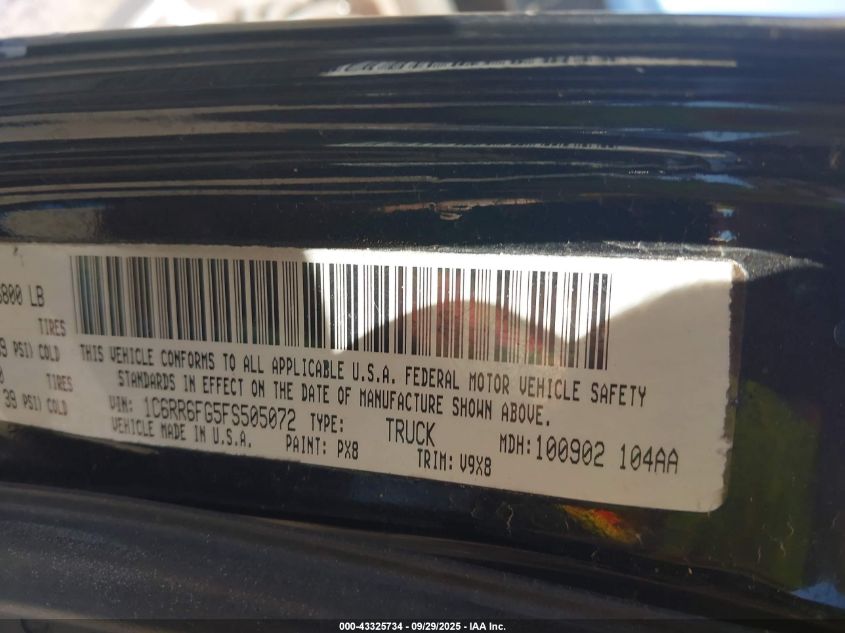 800 LB
TIRES
9 PSI) COLD
0 TIRES
39 PSI) COLD
THIS VEHICLE CONFORMS TO ALL APPLICABLE U.S.A. FEDERAL MOTOR VEHICLE SAFETY
STANDARDS IN EFFECT ON THE DATE OF MANUFACTURE SHOWN ABOVE.
VIN: 1C6RR6FG5FS505072 TYPE: TRUCK MDH:100902 104AA
VEHICLE MADE IN U.S.A. PAINT: PX8 TRIM: V9X8
000-43325734 - 09/29/2025 - IAA Inc.